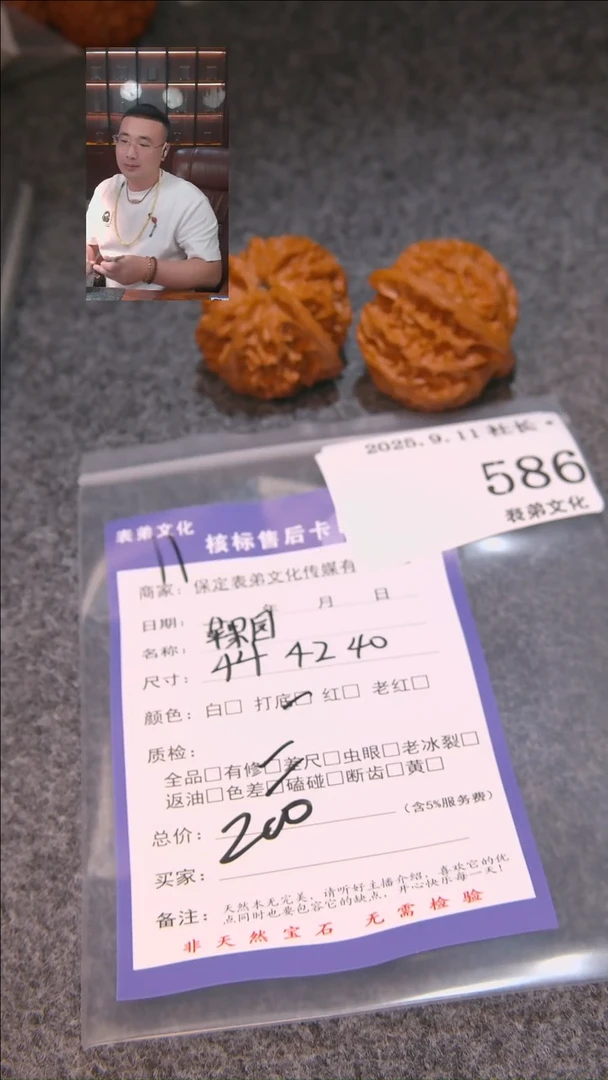 2025.9.11 社长
586
表弟文化
表弟文化
核标售后卡
11
商家：保定表弟文化传媒有
日期： 年 月 日
名称：
尺寸：44 42 40
颜色：白□ 打底□ 红□ 老红□
质检：
全品□有修□差尺□虫眼□老冰裂□
返油□色差□磕碰□断齿□黄□
总价：200（含5%服务费）
买家：
备注：天然本无完美，请听好主播介绍，喜欢它的优
点同时也要包容它的缺点，开心快乐每一天！
非天然宝石 无需检验